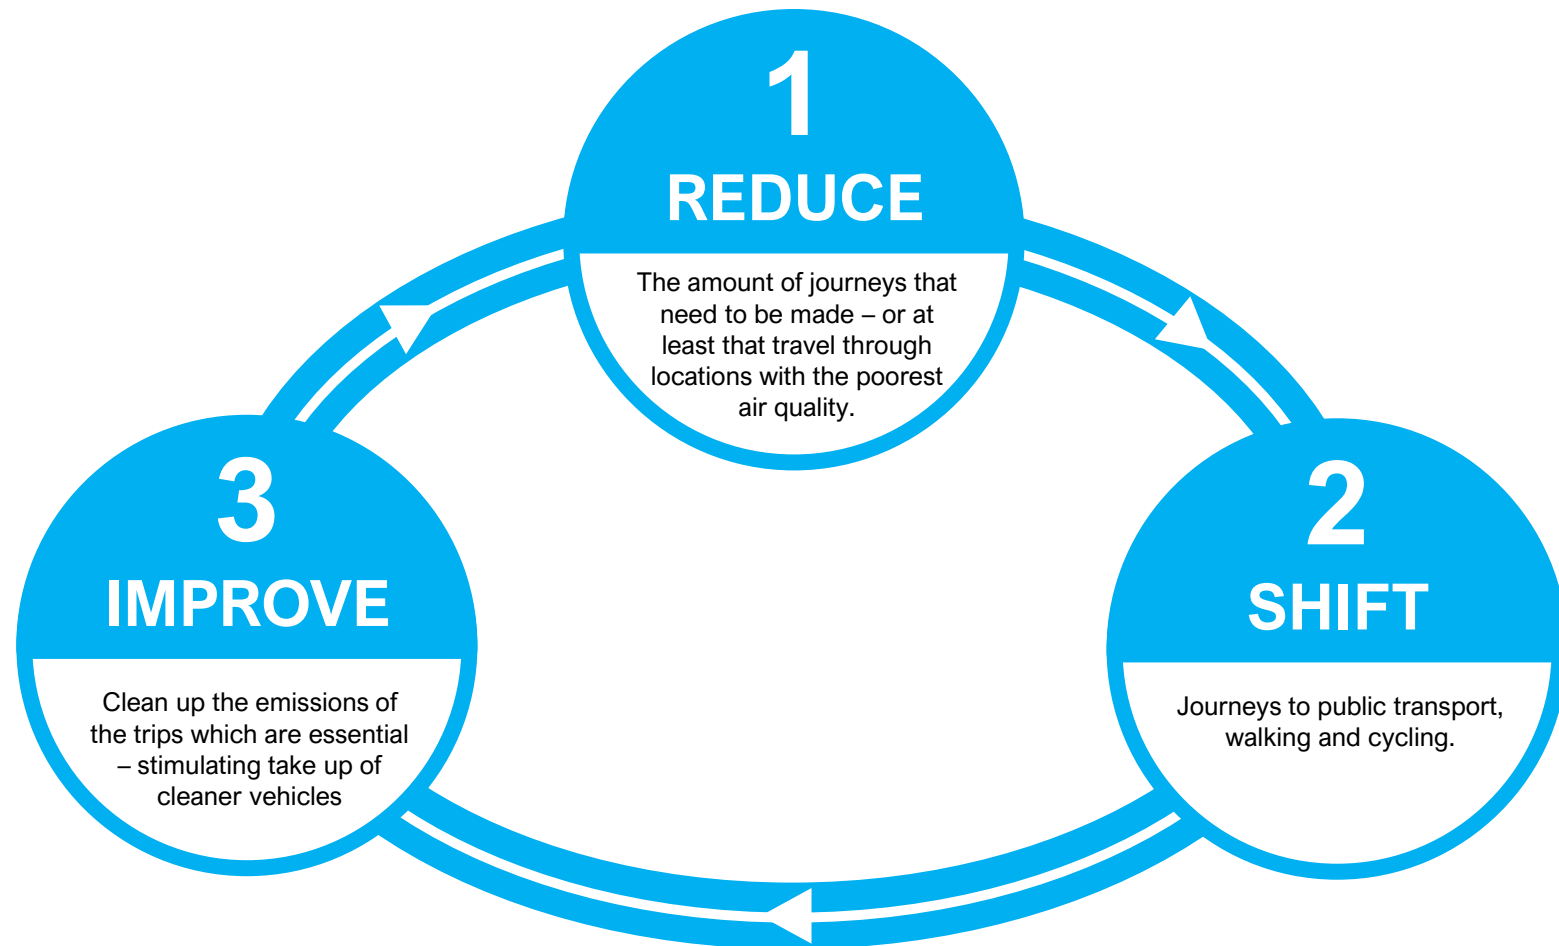 1
REDUCE
The amount of journeys that
need to be made – or at
least that travel through
locations with the poorest
air quality.
2
SHIFT
Journeys to public transport,
walking and cycling.
3
IMPROVE
Clean up the emissions of
the trips which are essential
– stimulating take up of
cleaner vehicles